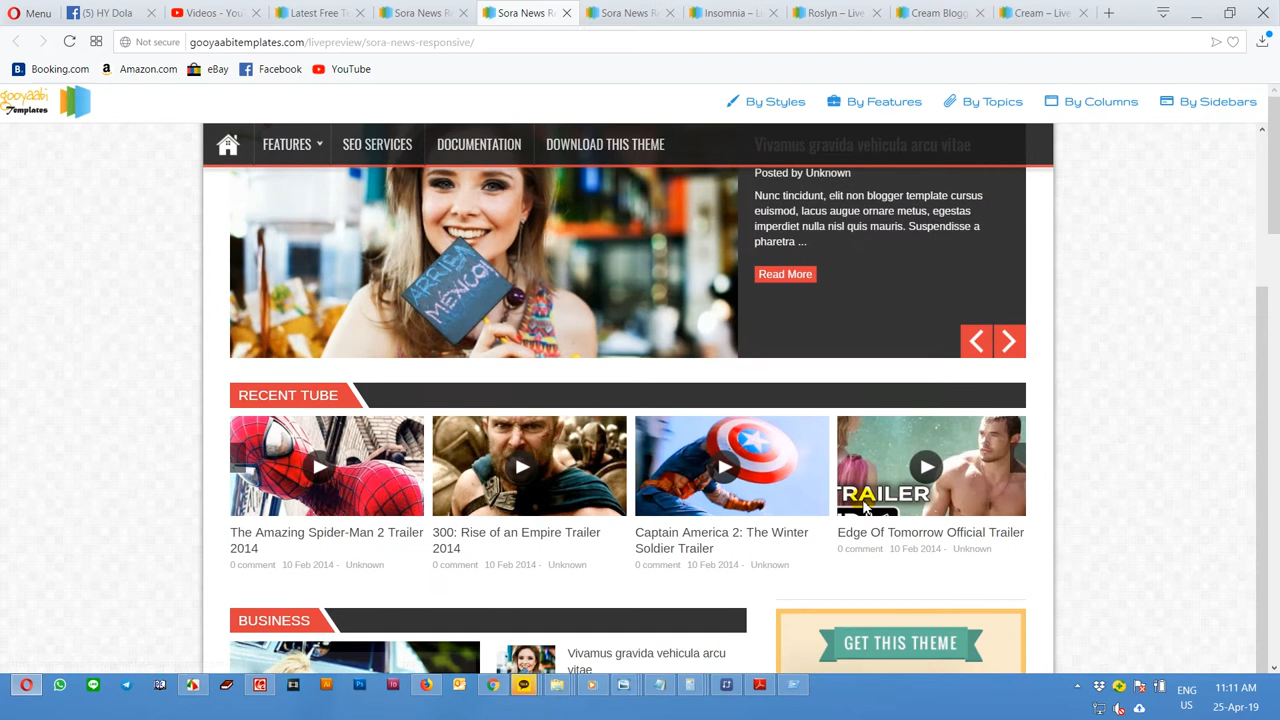 Menu
(5) HY Dola
Videos - You
Latest Free T
Sora News R
Sora News R
Sora News R
Insomnia – L
Roslyn – Live
Cream Blogg
Cream – Live
Not secure
gooyaabitemplates.com/livepreview/sora-news-responsive/
Booking.com
Amazon.com
eBay
Facebook
YouTube
gooyaabi
Templates
By Styles
By Features
By Topics
By Columns
By Sidebars
FEATURES
SEO SERVICES
DOCUMENTATION
DOWNLOAD THIS THEME
Vivamus gravida vehicula arcu vitae
Posted by Unknown
Nunc tincidunt, elit non blogger template cursus
euismod, lacus augue ornare metus, egestas
imperdiet nulla nisl quis mauris. Suspendisse a
pharetra ...
Read More
ARRIBA
MÉXICO!
RECENT TUBE
TRAILER
The Amazing Spider-Man 2 Trailer
2014
0 comment 10 Feb 2014 - Unknown
300: Rise of an Empire Trailer
2014
0 comment 10 Feb 2014 - Unknown
Captain America 2: The Winter
Soldier Trailer
0 comment 10 Feb 2014 - Unknown
Edge Of Tomorrow Official Trailer
0 comment 10 Feb 2014 - Unknown
BUSINESS
Vivamus gravida vehicula arcu
vitae
GET THIS THEME
ENG
US
11:11 AM
25-Apr-19